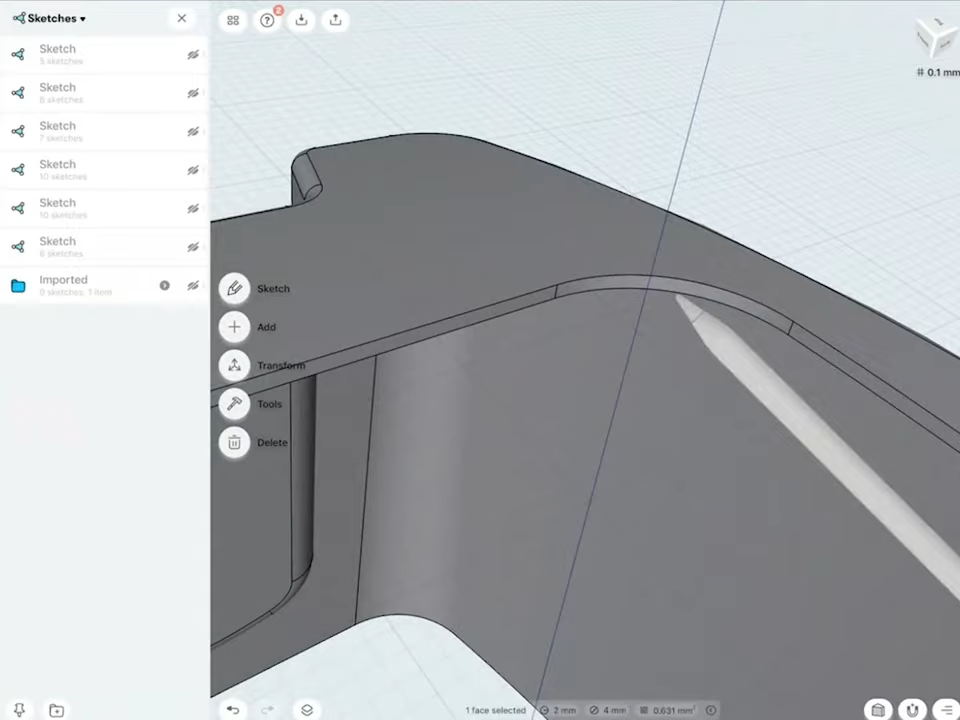 Sketches
2
# 0.1 mm
Sketch
5 sketches
Sketch
8 sketches
Sketch
7 sketches
Sketch
10 sketches
Sketch
10 sketches
Sketch
6 sketches
Imported
0 sketches, 1 item
Sketch
Add
Transform
Tools
Delete
1 face selected 2 mm 4 mm 0.631 mm²